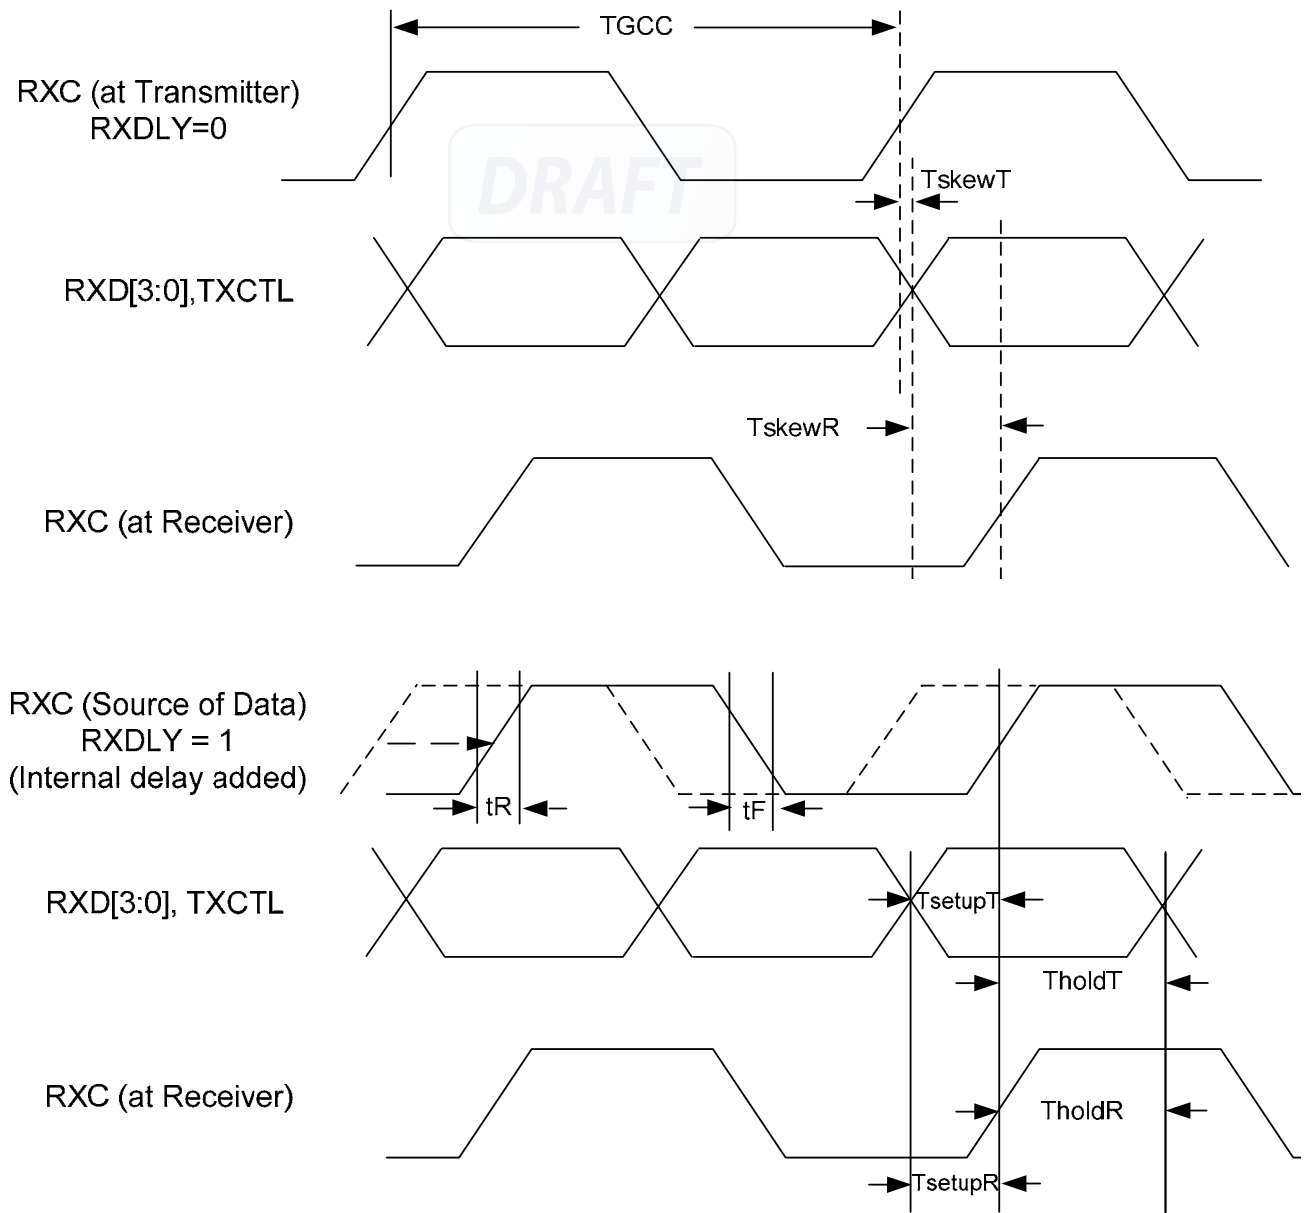 TGCC
RXC (at Transmitter)
RXDLY=0
DRAFT
TskewT
RXD[3:0],TXCTL
TskewR
RXC (at Receiver)
RXC (Source of Data)
RXDLY = 1
(Internal delay added)
tR
tF
RXD[3:0], TXCTL
TsetupT
TholdT
RXC (at Receiver)
TholdR
TsetupR